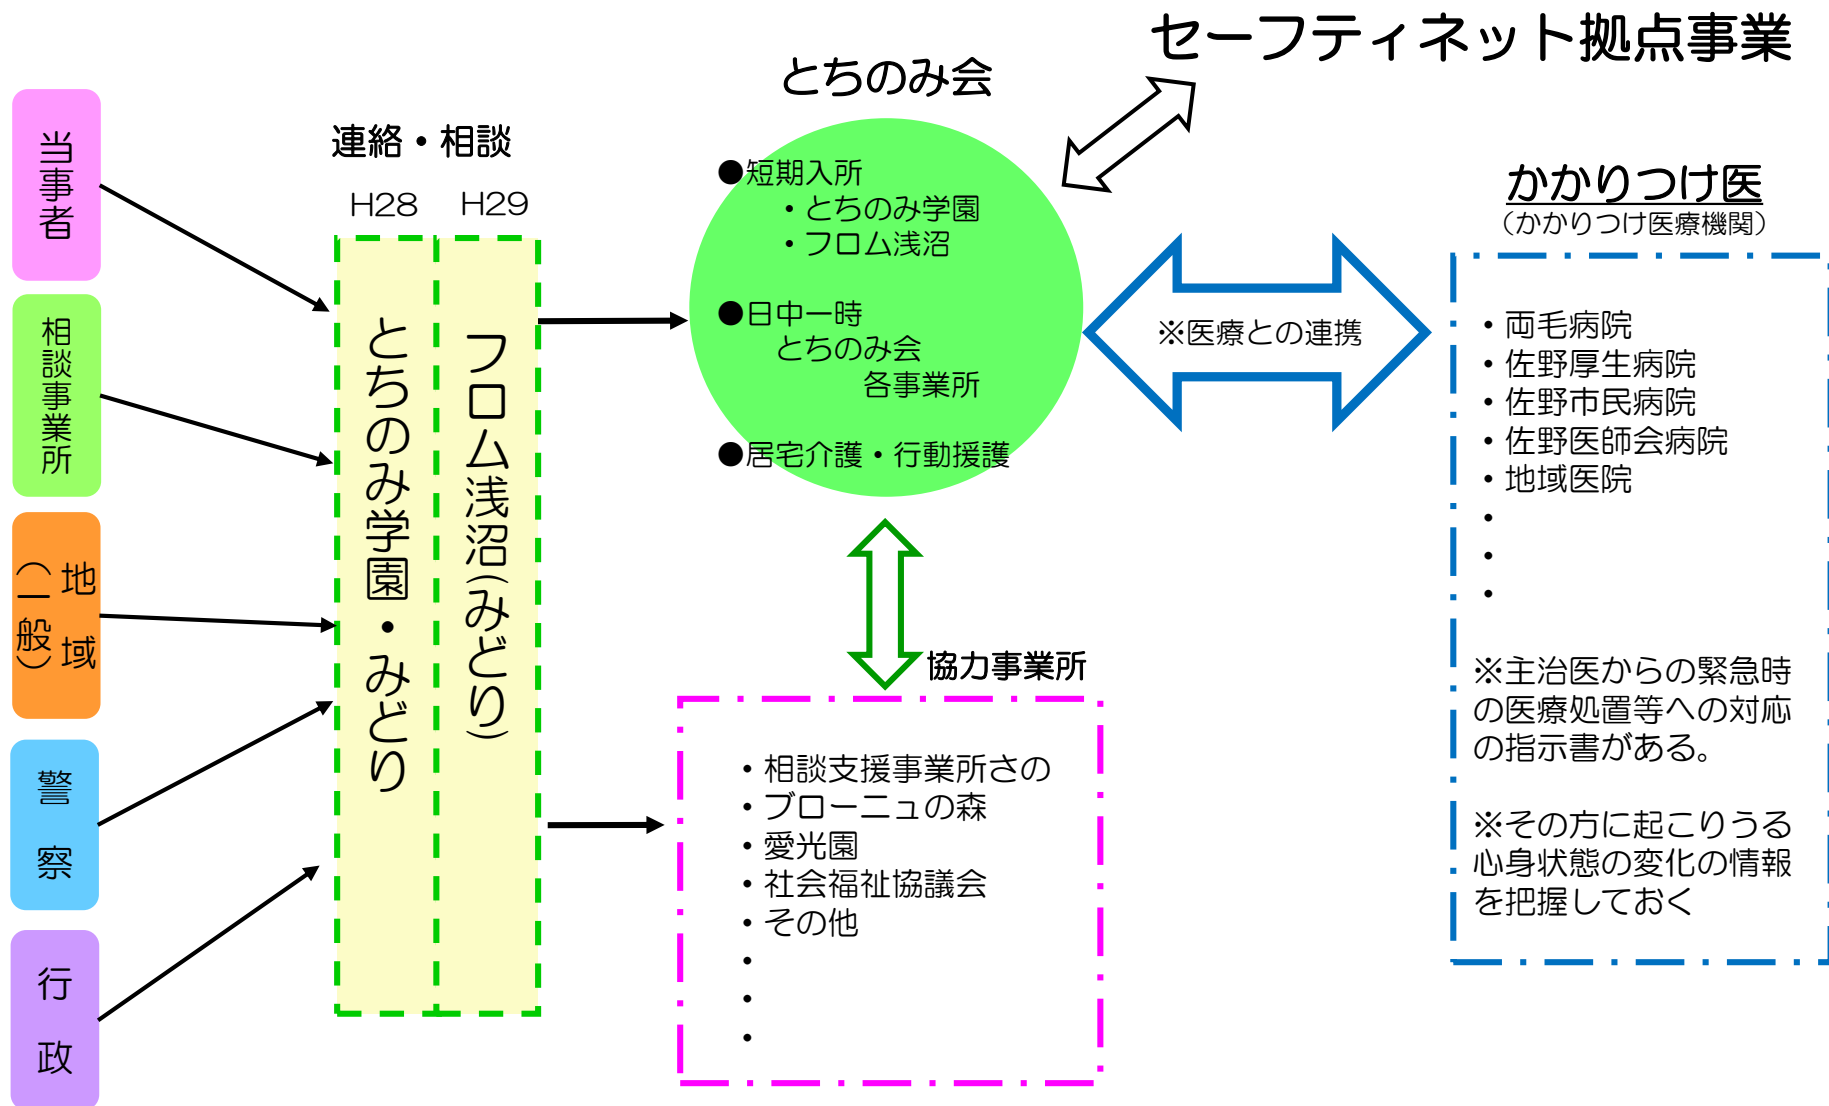 セーフティネット拠点事業
とちのみ会
連絡・相談
H28
H29
当事者
相談事業所
地域
(一般)
警察
行政
とちのみ学園・みどり
フロム浅沼(みどり)
●短期入所
・とちのみ学園
・フロム浅沼
●日中一時
とちのみ会
各事業所
●居宅介護・行動援護
※医療との連携
かかりつけ医
(かかりつけ医療機関)
・両毛病院
・佐野厚生病院
・佐野市民病院
・佐野医師会病院
・地域医院
・
・
・
※主治医からの緊急時
の医療処置等への対応
の指示書がある。
※その方に起こりうる
心身状態の変化の情報
を把握しておく
協力事業所
・相談支援事業所さの
・ブローニュの森
・愛光園
・社会福祉協議会
・その他
・
・
・